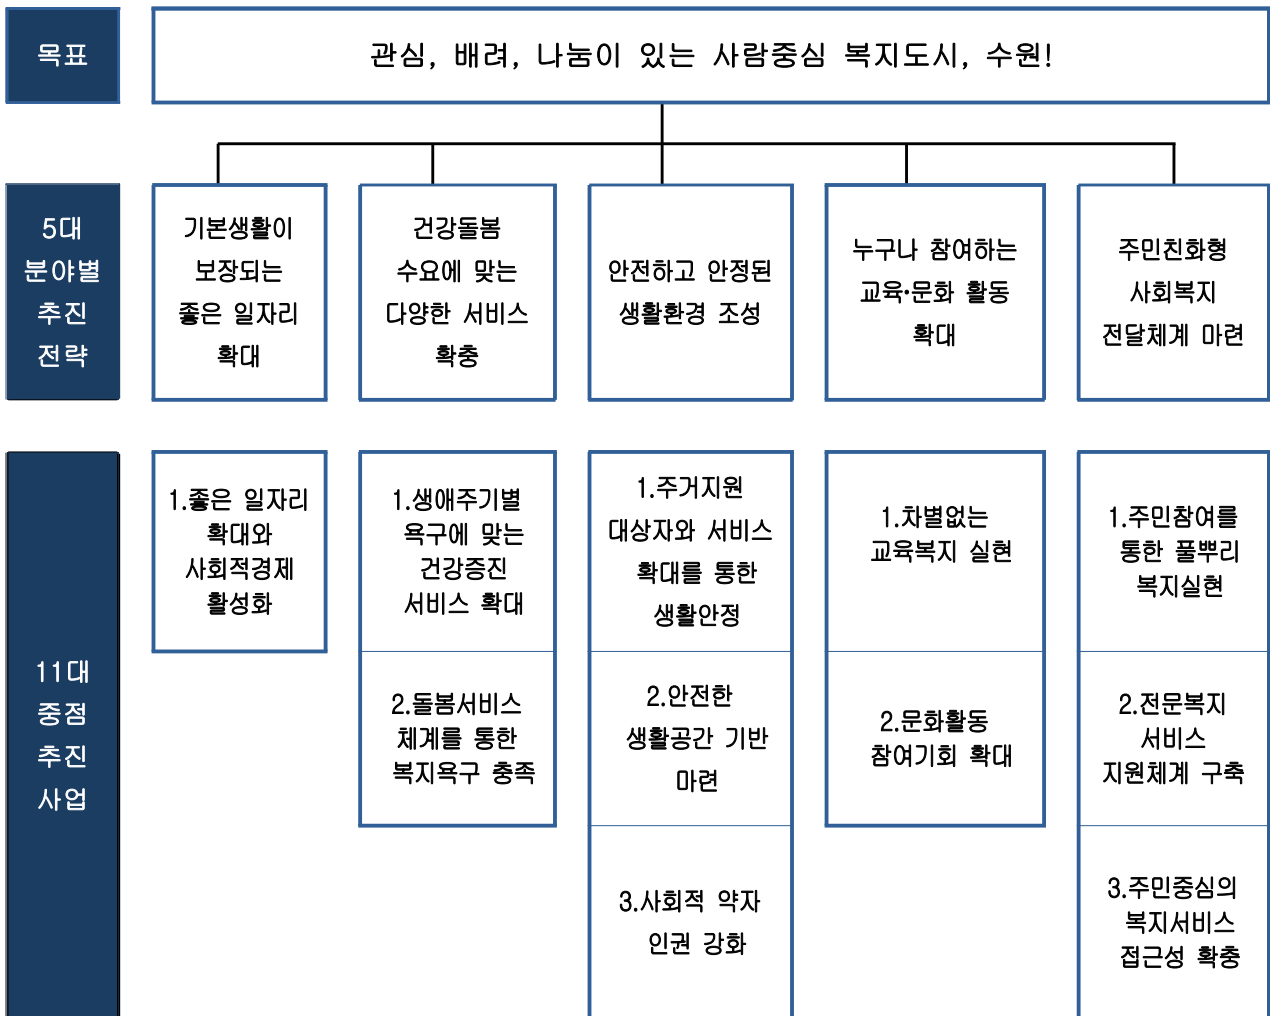 목표
관심, 배려, 나눔이 있는 사람중심 복지도시, 수원!
5대
분야별
추진
전략
기본생활이
보장되는
좋은 일자리
확대
건강돌봄
수요에 맞는
다양한 서비스
확충
안전하고 안정된
생활환경 조성
누구나 참여하는
교육·문화 활동
확대
주민친화형
사회복지
전달체계 마련
11대
중점
추진
사업
1.좋은 일자리
확대와
사회적경제
활성화
1.생애주기별
욕구에 맞는
건강증진
서비스 확대
2.돌봄서비스
체계를 통한
복지욕구 충족
1.주거지원
대상자와 서비스
확대를 통한
생활안정
2.안전한
생활공간 기반
마련
3.사회적 약자
인권 강화
1.차별없는
교육복지 실현
2.문화활동
참여기회 확대
1.주민참여를
통한 풀뿌리
복지실현
2.전문복지
서비스
지원체계 구축
3.주민중심의
복지서비스
접근성 확충